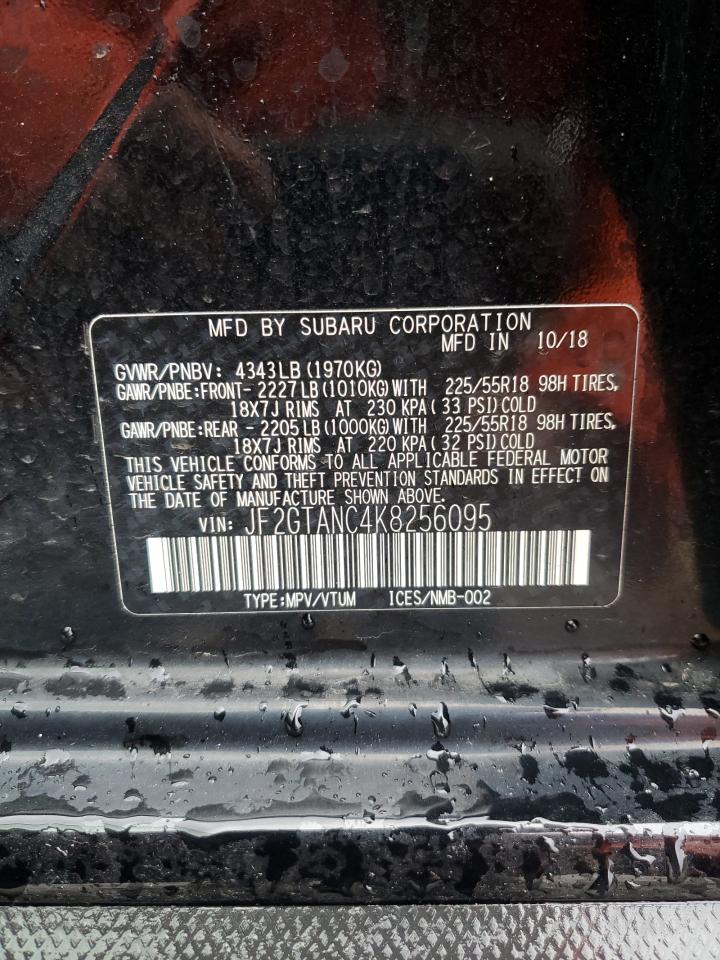 MFD BY SUBARU CORPORATION
MFD IN 10/18
GVWR/PNBV: 4343LB (1970KG)
GAWR/PNBE:FRONT- 2227 LB (1010KG) WITH 225/55R18 98H TIRES,
18X7J RIMS AT 230 KPA ( 33 PSI) COLD
GAWR/PNBE:REAR - 2205 LB (1000KG) WITH 225/55R18 98H TIRES,
18X7J RIMS AT 220 KPA ( 32 PSI) COLD
THIS VEHICLE CONFORMS TO ALL APPLICABLE FEDERAL MOTOR
VEHICLE SAFETY AND THEFT PREVENTION STANDARDS IN EFFECT ON
THE DATE OF MANUFACTURE SHOWN ABOVE.
VIN: JF2GTANC4K8256095
TYPE:MPV/VTUM ICES/NMB-002